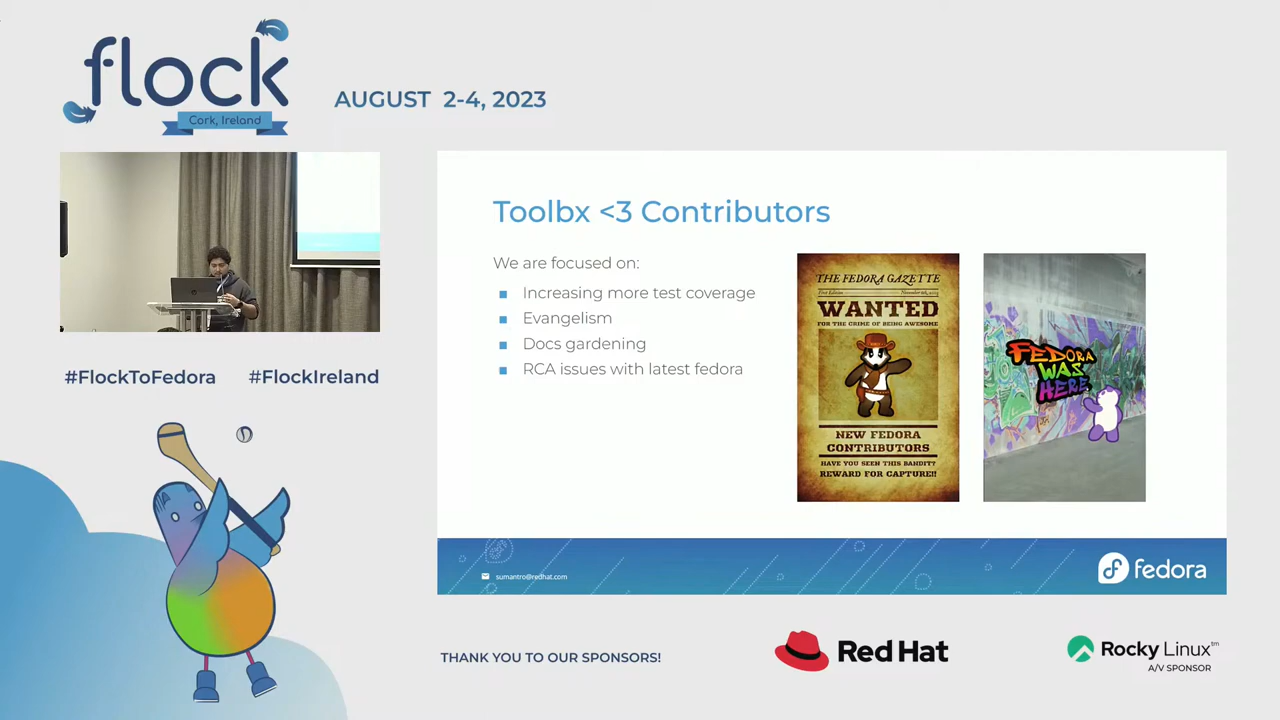 flock
Cork, Ireland
AUGUST 2-4, 2023
#FlockToFedora #FlockIreland
Toolbx <3 Contributors
We are focused on:
Increasing more test coverage
Evangelism
Docs gardening
RCA issues with latest fedora
THE FEDORA GAZETTE
WANTED
FOR THE CRIME OF BEING AWESOME
NEW FEDORA
CONTRIBUTORS
HAVE YOU SEEN THIS BANDIT?
REWARD FOR CAPTURE!!
FEDORA
WAS
HERE
sumantro@redhat.com
fedora
THANK YOU TO OUR SPONSORS!
Red Hat
Rocky Linux™
A/V SPONSOR